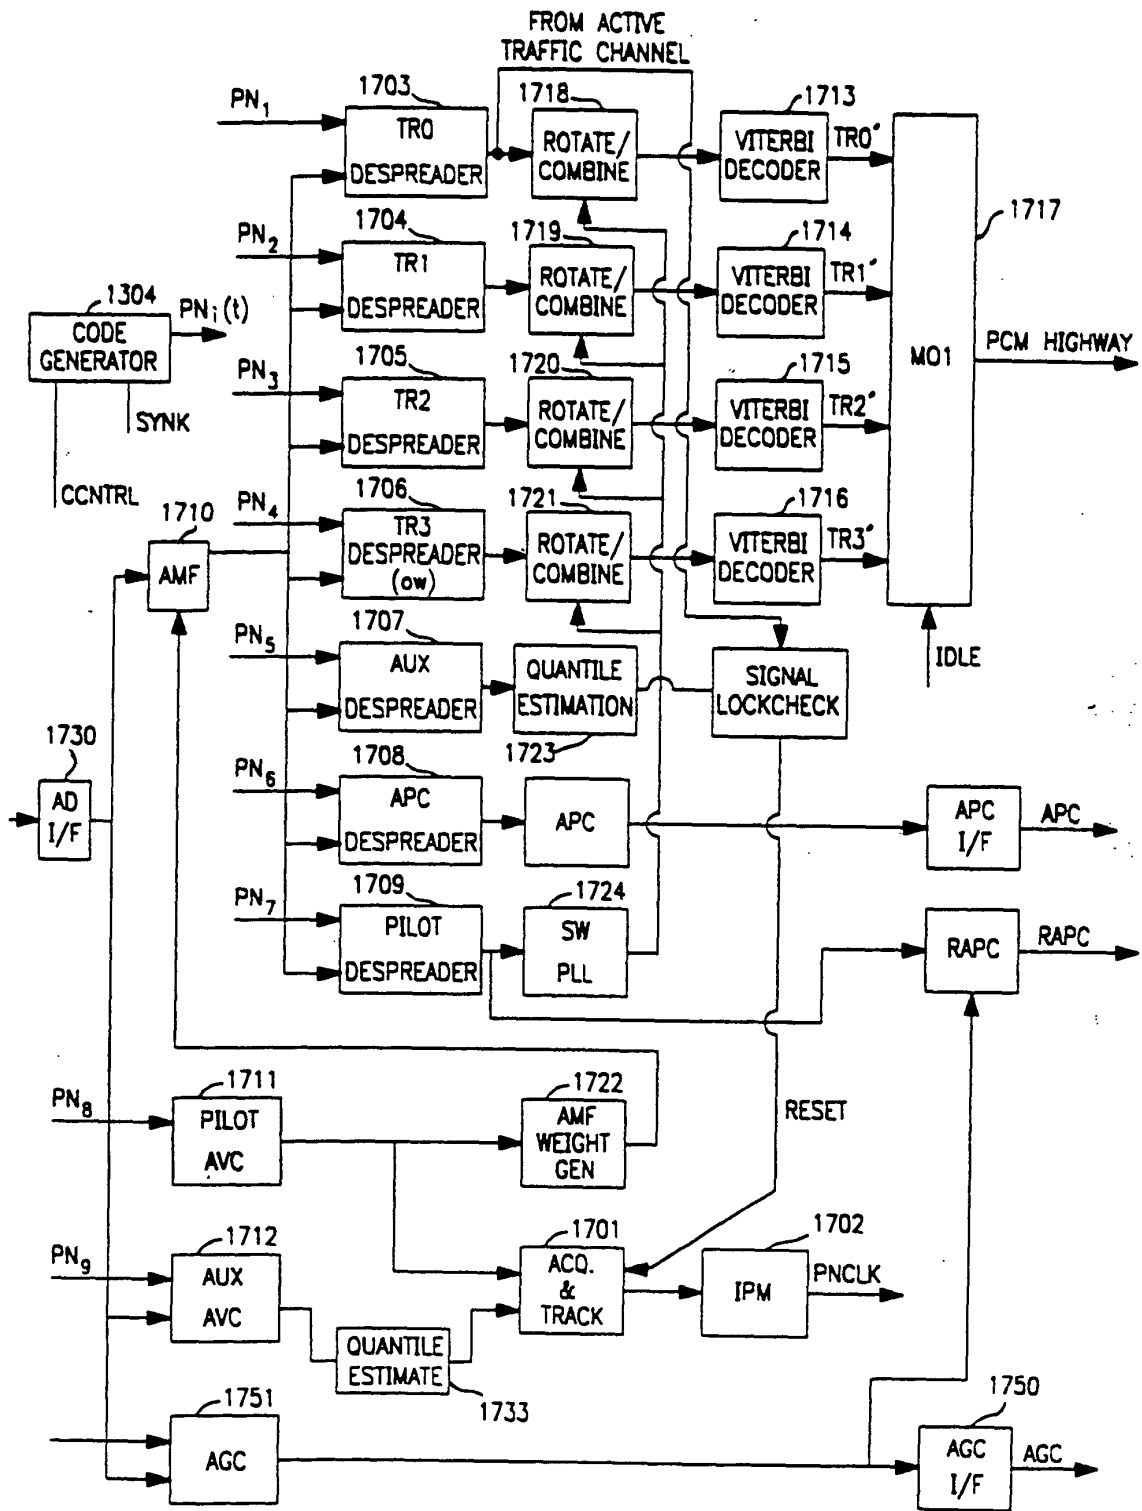 FROM ACTIVE
TRAFFIC CHANNEL
1703
1718
1713
PN1
TR0
DESPREADER
ROTATE/
COMBINE
VITERBI
DECODER
TR0'
1717
1704
1719
1714
PN2
TR1
DESPREADER
ROTATE/
COMBINE
VITERBI
DECODER
TR1'
1304
CODE
GENERATOR
PNi(t)
SYNK
CCNTRL
MO1
PCM HIGHWAY
1705
1720
1715
PN3
TR2
DESPREADER
ROTATE/
COMBINE
VITERBI
DECODER
TR2'
1706
1721
1716
PN4
TR3
DESPREADER
(OW)
ROTATE/
COMBINE
VITERBI
DECODER
TR3'
1710
AMF
IDLE
1707
PN5
AUX
DESPREADER
QUANTILE
ESTIMATION
1723
SIGNAL
LOCKCHECK
1730
AD
I/F
1708
PN6
APC
DESPREADER
APC
APC
I/F
APC
1709
1724
PN7
PILOT
DESPREADER
SW
PLL
RAPC
RAPC
1711
1722
PN8
PILOT
AVC
AMF
WEIGHT
GEN
RESET
1712
1701
1702
PN9
AUX
AVC
ACQ.
&
TRACK
IPM
PNCLK
QUANTILE
ESTIMATE
1733
1751
AGC
1750
AGC
I/F
AGC